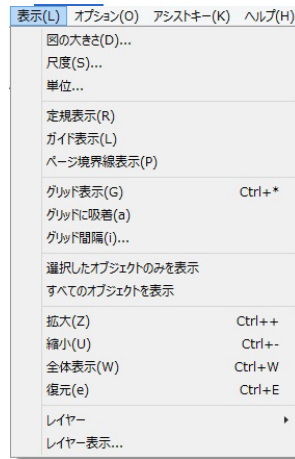 表示(L) オプション(O) アシストキー(K) ヘルプ(H)
図の大きさ(D)...
尺度(S)...
単位...
定規表示(R)
ガイド表示(L)
ページ境界線表示(P)
グリッド表示(G) Ctrl+*
グリッドに吸着(a)
グリッド間隔(i)...
選択したオブジェクトのみを表示
すべてのオブジェクトを表示
拡大(Z) Ctrl++
縮小(U) Ctrl+-
全体表示(W) Ctrl+W
復元(e) Ctrl+E
レイヤー
レイヤー表示...